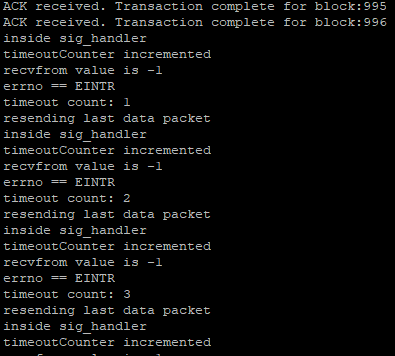 ACK received. Transaction complete for block:995
ACK received. Transaction complete for block:996
inside sig_handler
timeoutCounter incremented
recvfrom value is -1
errno == EINTR
timeout count: 1
resending last data packet
inside sig_handler
timeoutCounter incremented
recvfrom value is -1
errno == EINTR
timeout count: 2
resending last data packet
inside sig_handler
timeoutCounter incremented
recvfrom value is -1
errno == EINTR
timeout count: 3
resending last data packet
inside sig_handler
timeoutCounter incremented